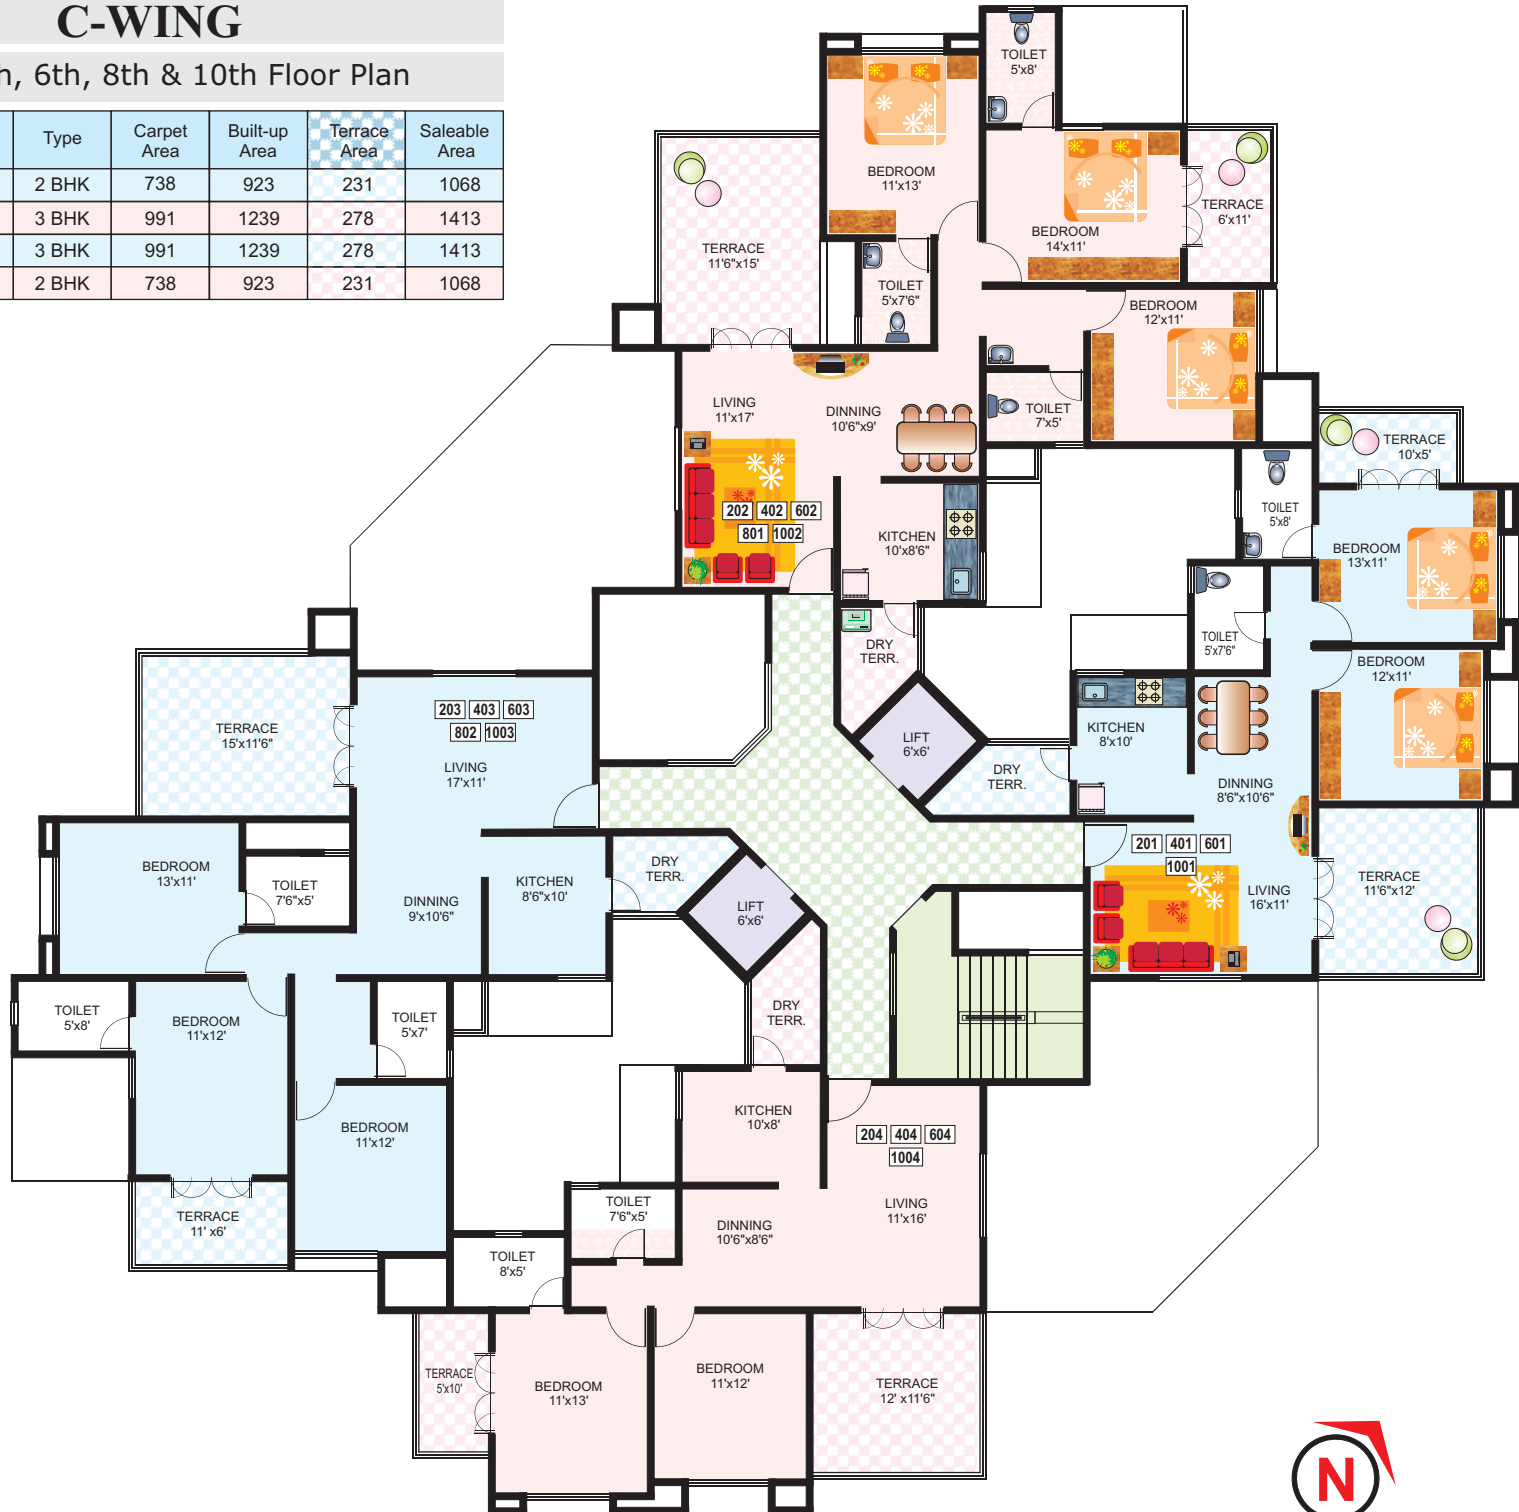 C-WING
6th, 8th & 10th Floor Plan
Type Carpet Area Built-up Area Terrace Area Saleable Area
2 BHK 738 923 231 1068
3 BHK 991 1239 278 1413
3 BHK 991 1239 278 1413
2 BHK 738 923 231 1068
TOILET
5'x8'
BEDROOM
11'x13'
BEDROOM
14'x11'
TERRACE
6'x11'
TERRACE
11'6"x15'
TOILET
5'x7'6"
BEDROOM
12'x11'
LIVING
11'x17'
DINNING
10'6"x9'
TOILET
7'x5'
202 402 602
801 1002
KITCHEN
10'x8'6"
DRY
TERR.
TERRACE
10'x5'
TOILET
5'x8'
BEDROOM
13'x11'
TOILET
5'x7'6"
BEDROOM
12'x11'
KITCHEN
8'x10'
DINNING
8'6"x10'6"
LIFT
6'x6'
DRY
TERR.
201 401 601
1001
LIVING
16'x11'
TERRACE
11'6"x12'
203 403 603
802 1003
TERRACE
15'x11'6"
LIVING
17'x11'
BEDROOM
13'x11'
TOILET
7'6"x5'
DINNING
9'x10'6"
KITCHEN
8'6"x10'
DRY
TERR.
LIFT
6'x6'
TOILET
5'x8'
BEDROOM
11'x12'
TOILET
5'x7'
DRY
TERR.
BEDROOM
11'x12'
TERRACE
11' x6'
KITCHEN
10'x8'
204 404 604
1004
TOILET
7'6"x5'
DINNING
10'6"x8'6"
LIVING
11'x16'
TOILET
8'x5'
TERRACE
5'x10'
BEDROOM
11'x13'
BEDROOM
11'x12'
TERRACE
12' x11'6"
N